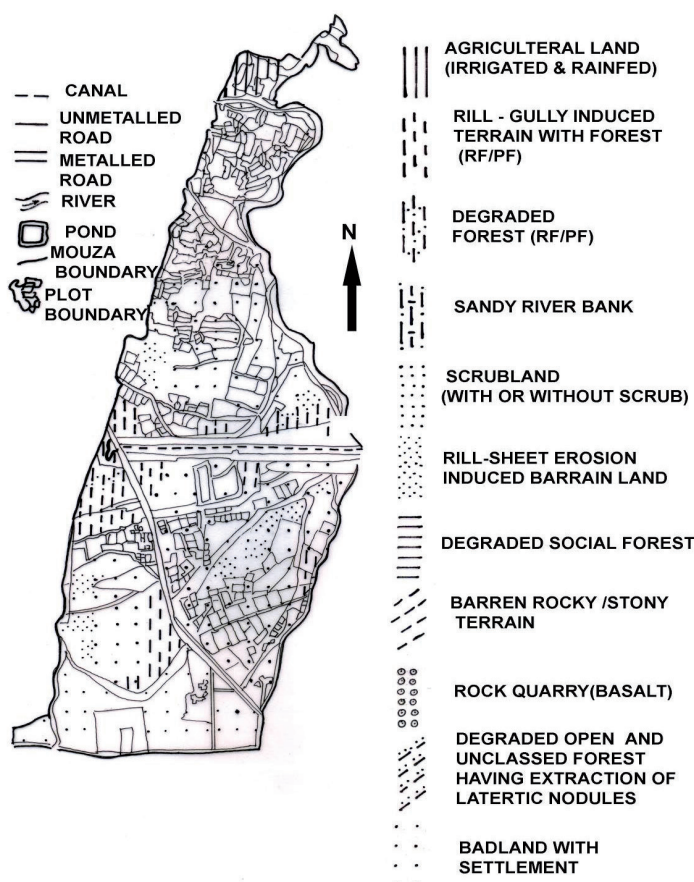 CANAL
UNMETALLED
ROAD
METALLED
ROAD
RIVER
POND
MOUZA
BOUNDARY
PLOT
BOUNDARY
N
AGRICULTERAL LAND
(IRRIGATED & RAINFED)
RILL - GULLY INDUCED
TERRAIN WITH FOREST
(RF/PF)
DEGRADED
FOREST (RF/PF)
SANDY RIVER BANK
SCRUBLAND
(WITH OR WITHOUT SCRUB)
RILL-SHEET EROSION
INDUCED BARRAIN LAND
DEGRADED SOCIAL FOREST
BARREN ROCKY /STONY
TERRAIN
ROCK QUARRY(BASALT)
DEGRADED OPEN AND
UNCLASSED FOREST
HAVING EXTRACTION OF
LATERTIC NODULES
BADLAND WITH
SETTLEMENT